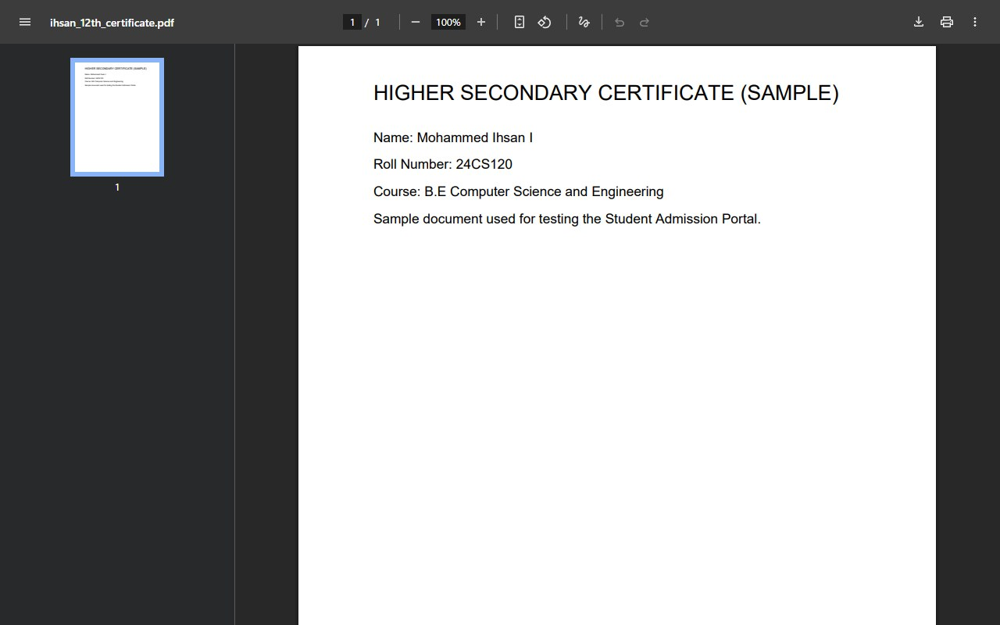 ihsan_12th_certificate.pdf
1 / 1
100%
1
HIGHER SECONDARY CERTIFICATE (SAMPLE)
Name: Mohammed Ihsan I
Roll Number: 24CS120
Course: B.E Computer Science and Engineering
Sample document used for testing the Student Admission Portal.